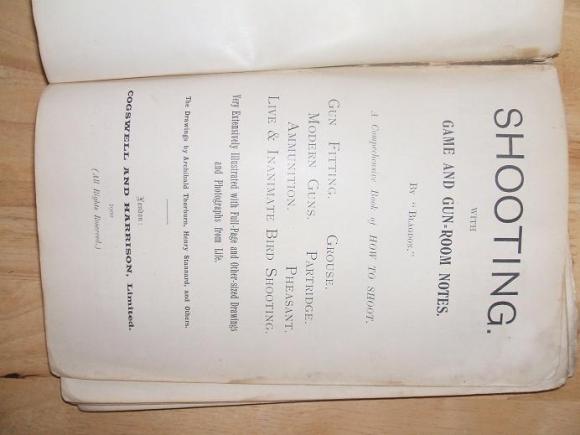 SHOOTING.
WITH
GAME AND GUN=ROOM NOTES.
BY "BLAGDON."
A Comprehensive Book of HOW TO SHOOT.
GUN FITTING. GROUSE.
MODERN GUNS. PARTRIDGE.
AMMUNITION. PHEASANT.
LIVE & INANIMATE BIRD SHOOTING.
Very Extensively Illustrated with Full-Page and Other-sized Drawings
and Photographs from Life.
The Drawings by Archibald Thorburn, Henry Stannard, and Others.
London:
COGSWELL AND HARRISON, Limited.
1900
(All Rights Reserved.)